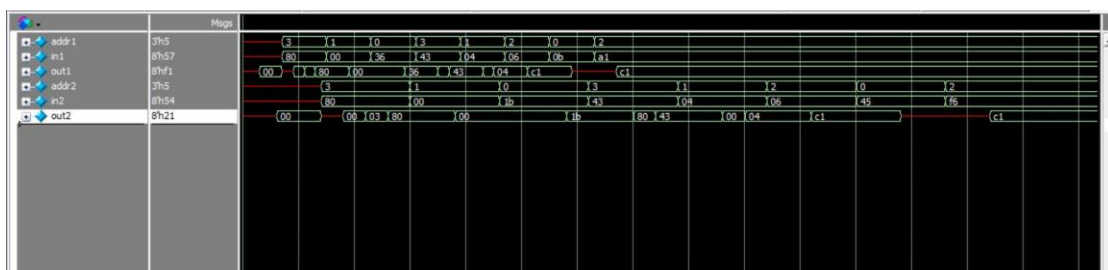 Msgs
addr1 3'h5 3 1 0 3 1 2 0 2
in1 8'h57 80 00 36 43 04 06 0b a1
out1 8'hf1 00 80 00 36 43 04 c1 c1
addr2 3'h5 3 1 0 3 1 2 0 2
in2 8'h54 80 00 1b 43 04 06 45 f6
out2 8'h21 00 00 03 80 00 1b 80 43 00 04 c1 c1